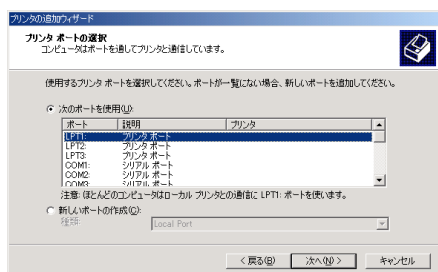 プリンタの追加ウィザード
プリンタ ポートの選択
コンピュータはポートを通してプリンタと通信しています。
使用するプリンタ ポートを選択してください。ポートが一覧にない場合、新しいポートを追加してください。
次のポートを使用(U):
ポート 説明 プリンタ
LPT1: プリンタ ポート
LPT2: プリンタ ポート
LPT3: プリンタ ポート
COM1: シリアル ポート
COM2: シリアル ポート
COM3: シリアル ポート
注意: ほとんどのコンピュータはローカル プリンタとの通信に LPT1: ポートを使います。
新しいポートの作成(C):
種類: Local Port
< 戻る(B) 次へ(N) > キャンセル